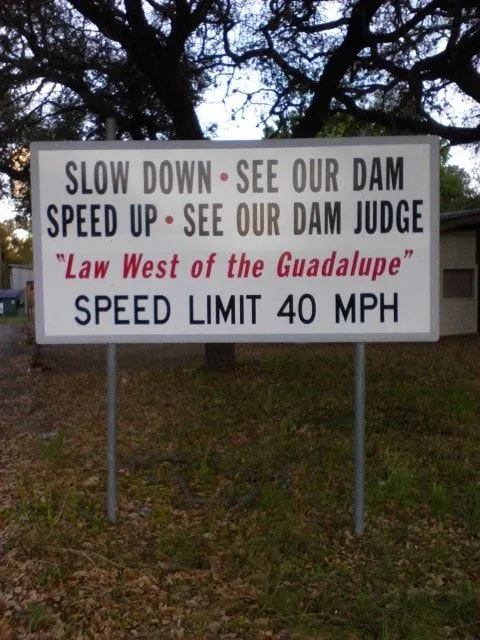 SLOW DOWN • SEE OUR DAM
SPEED UP • SEE OUR DAM JUDGE
"Law West of the Guadalupe"
SPEED LIMIT 40 MPH